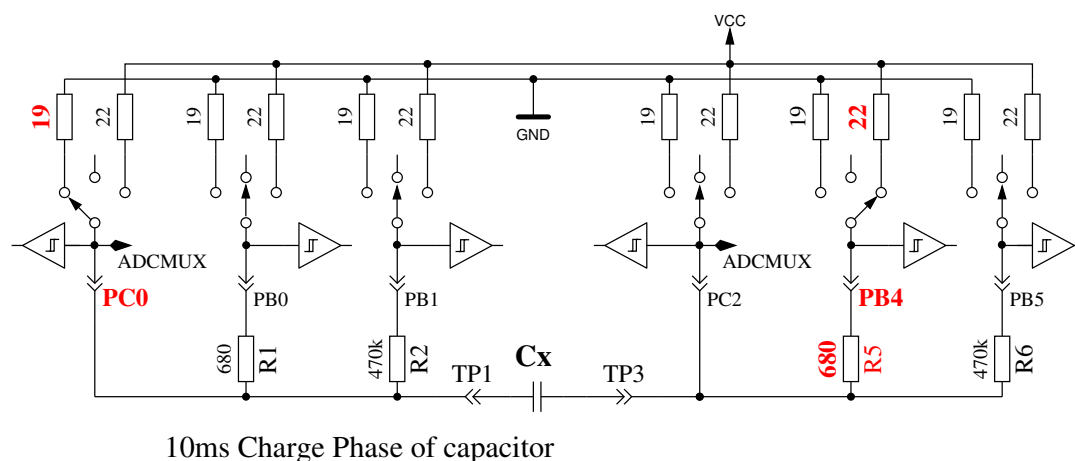 VCC
19
22
19
22
19
22
GND
19
22
19
22
19
22
ADCMUX
ADCMUX
PC0
PB0
PB1
PC2
PB4
PB5
680
R1
470k
R2
TP1
Cx
TP3
680
R5
470k
R6
10ms Charge Phase of capacitor